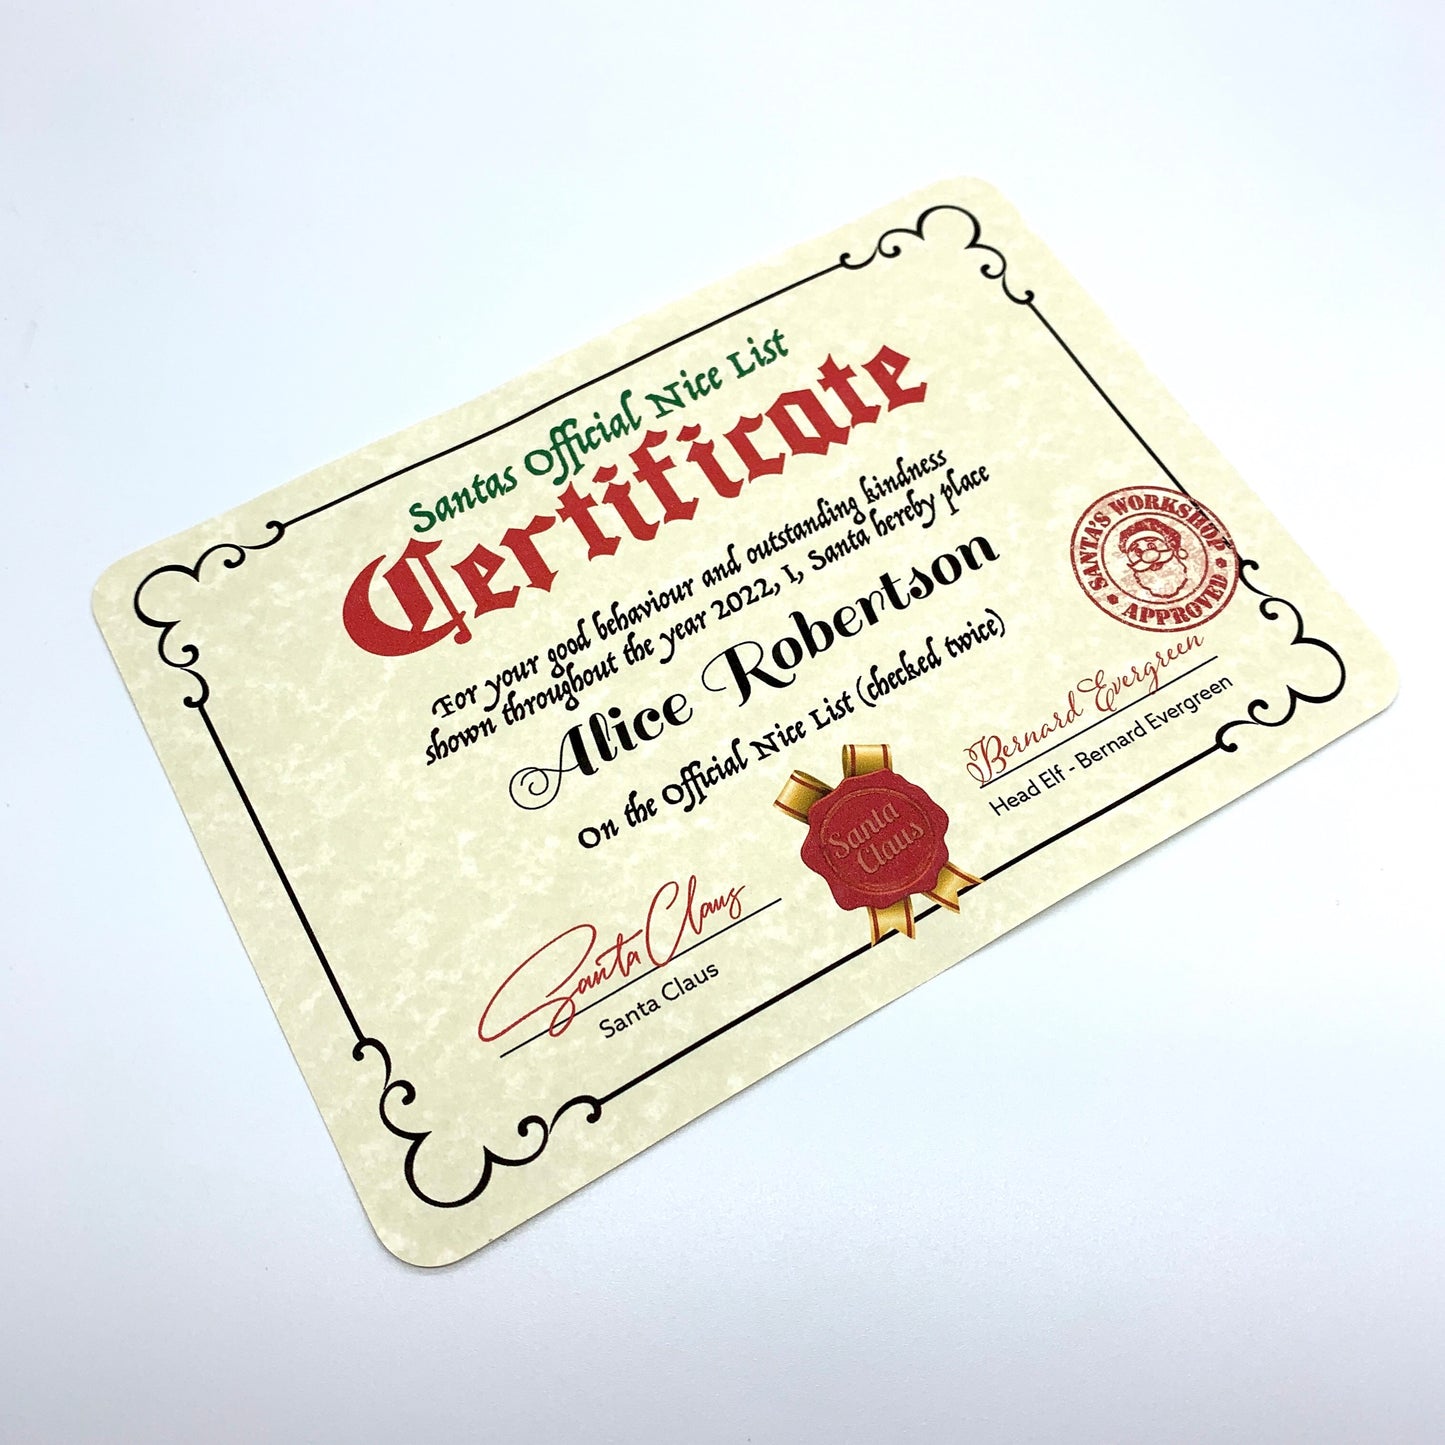 Santas Official Nice List
Certificate
For your good behaviour and outstanding kindness
shown throughout the year 2022, I, Santa hereby place
Alice Robertson
On the Official Nice List (checked twice)
SANTA'S WORKSHOP
APPROVED
Bernard Evergreen
Head Elf - Bernard Evergreen
Santa
Claus
Santa Claus
Santa Claus